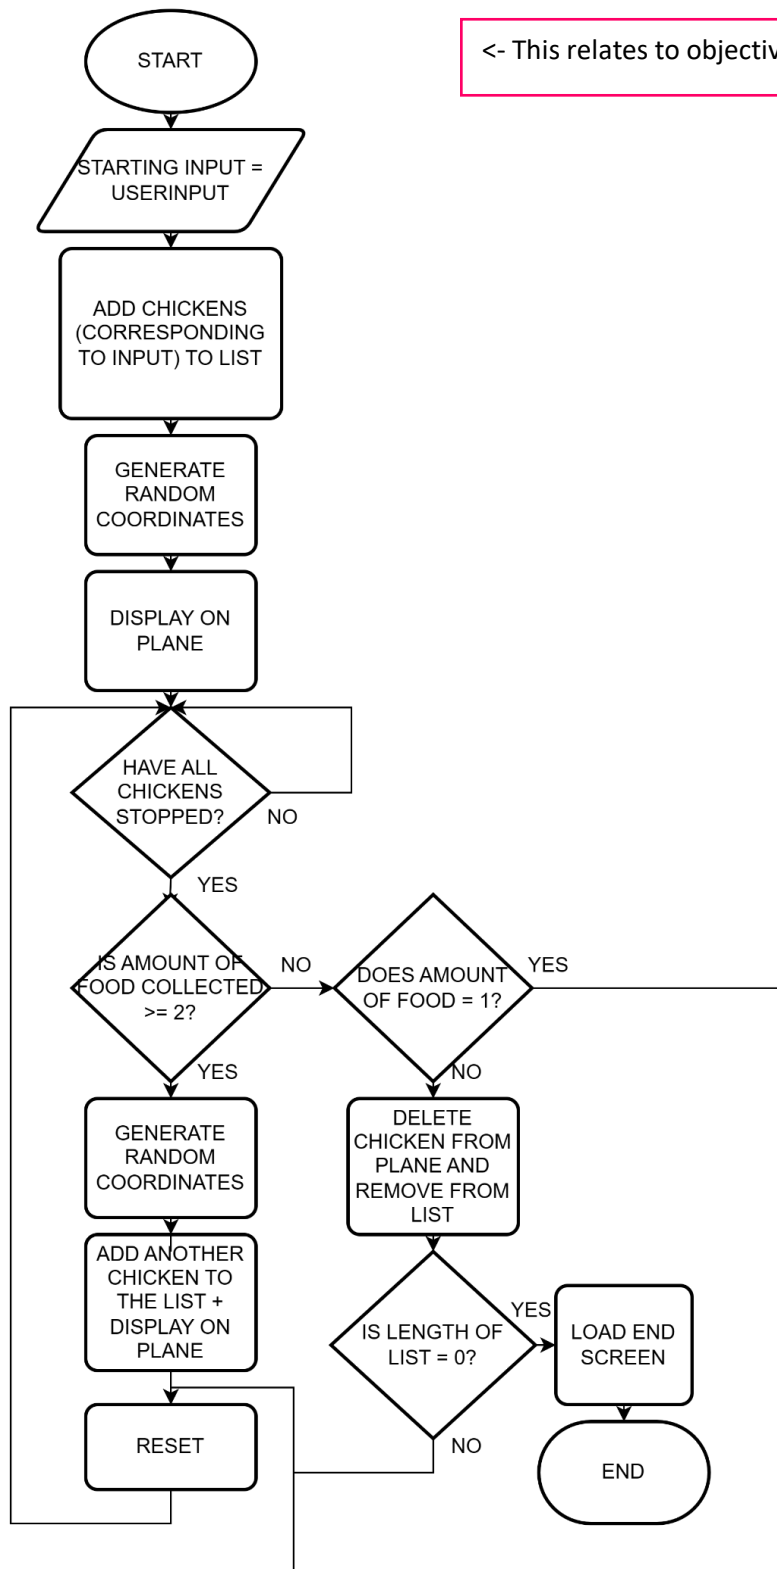 START
<- This relates to objectiv
STARTING INPUT =
USERINPUT
ADD CHICKENS
(CORRESPONDING
TO INPUT) TO LIST
GENERATE
RANDOM
COORDINATES
DISPLAY ON
PLANE
HAVE ALL
CHICKENS
STOPPED?
NO
YES
IS AMOUNT OF
FOOD COLLECTED
>= 2?
NO
DOES AMOUNT
OF FOOD = 1?
YES
YES
NO
GENERATE
RANDOM
COORDINATES
DELETE
CHICKEN FROM
PLANE AND
REMOVE FROM
LIST
ADD ANOTHER
CHICKEN TO
THE LIST +
DISPLAY ON
PLANE
IS LENGTH OF
LIST = 0?
YES
LOAD END
SCREEN
NO
RESET
END